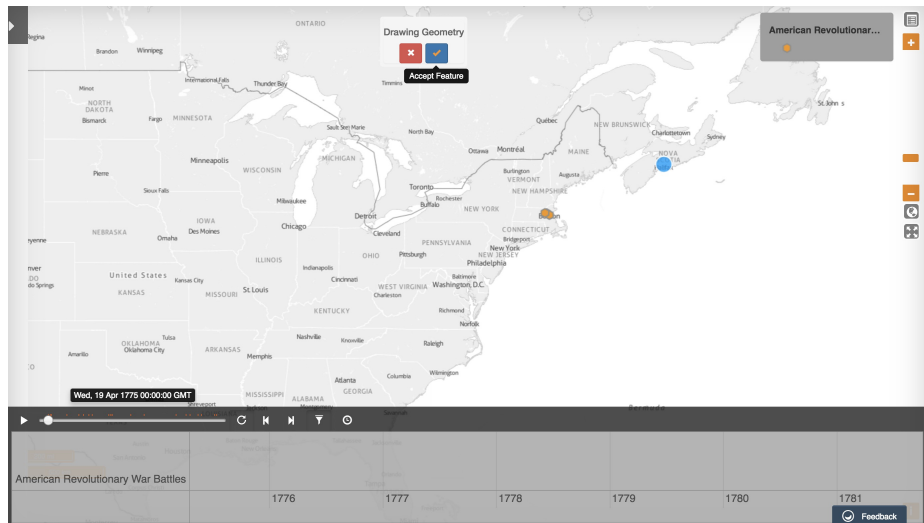 ONTARIO
Drawing Geometry
Accept Feature
American Revolutionar...
Regina
Brandon
Winnipeg
International Falls
Thunder Bay
Timmins
Minot
NORTH
DAKOTA
Bismarck
Fargo
MINNESOTA
Sault Ste. Marie
North Bay
Québec
NEW BRUNSWICK
Charlottetown
Sydney
St. John s
Minneapolis
Pierre
WISCONSIN
MICHIGAN
Ottawa
Montréal
MAINE
NOVA
Burlington
VERMONT
Augusta
Sioux Falls
Milwaukee
Toronto
Rochester
Buffalo
NEW HAMPSHIRE
NEW YORK
IOWA
Des Moines
Detroit
Boston
NEBRASKA
Omaha
Chicago
Cleveland
CONNECTICUT
Bridgeport
PENNSYLVANIA
New York
NEW JERSEY
ILLINOIS
OHIO
Pittsburgh
Philadelphia
Indianapolis
United States
Kansas City
Cincinnati
Baltimore
WEST VIRGINIA
Washington, D.C.
Charleston
KANSAS
MISSOURI
St. Louis
KENTUCKY
Richmond
Norfolk
Nashville
Knoxville
Raleigh
OKLAHOMA
Tulsa
Oklahoma City
ARKANSAS
Amarillo
Memphis
Atlanta
Columbia
Wilmington
GEORGIA
MISSISSIPPI
ALABAMA
Wed, 19 Apr 1775 00:00:00 GMT
Shreveport
Bermuda
American Revolutionary War Battles
1776
1777
1778
1779
1780
1781
Feedback